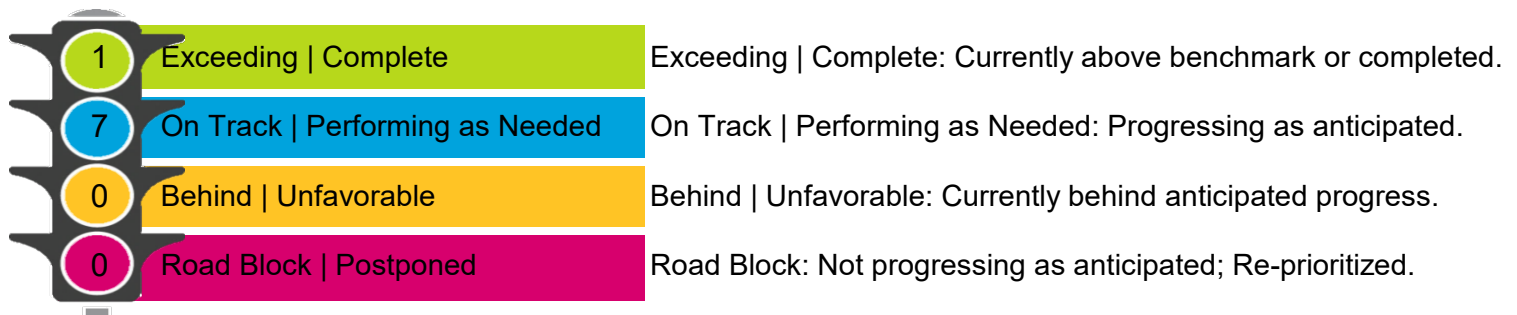 1 Exceeding | Complete Exceeding | Complete: Currently above benchmark or completed.
7 On Track | Performing as Needed On Track | Performing as Needed: Progressing as anticipated.
0 Behind | Unfavorable Behind | Unfavorable: Currently behind anticipated progress.
0 Road Block | Postponed Road Block: Not progressing as anticipated; Re-prioritized.